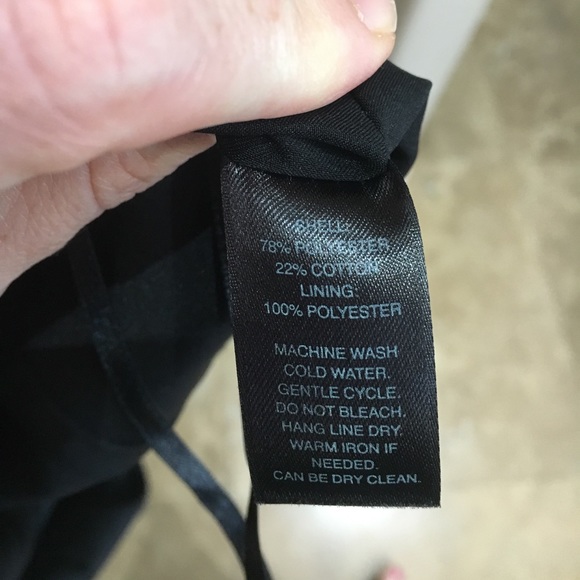 SHELL:
78% POLYESTER
22% COTTON
LINING:
100% POLYESTER
MACHINE WASH
COLD WATER.
GENTLE CYCLE.
DO NOT BLEACH.
HANG LINE DRY.
WARM IRON IF
NEEDED.
CAN BE DRY CLEAN.